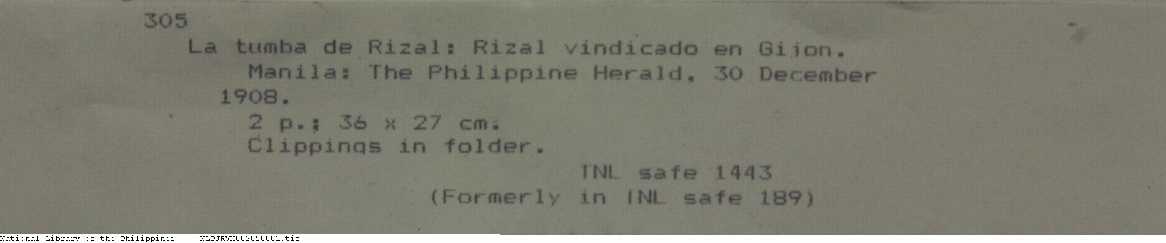 305
La tumba de Rizal: Rizal vindicado en Gijon.
Manila: The Philippine Herald, 30 December
1908.
2 p.; 36 x 27 cm.
Clippings in folder.
TNL safe 1443
(Formerly in TNL safe 189)
National Library of the Philippines